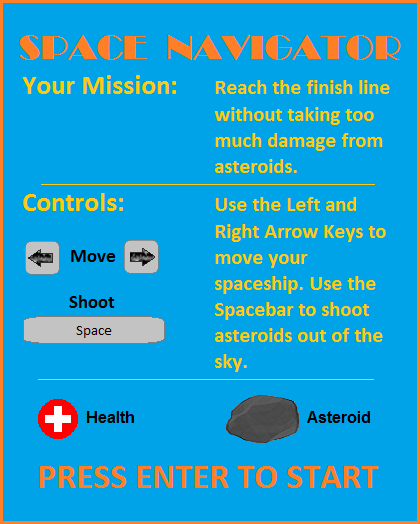 SPACE NAVIGATOR
Your Mission:
Reach the finish line
without taking too
much damage from
asteroids.
Controls:
Move
Shoot
Space
Use the Left and
Right Arrow Keys to
move your
spaceship. Use the
Spacebar to shoot
asteroids out of the
sky.
Health
Asteroid
PRESS ENTER TO START